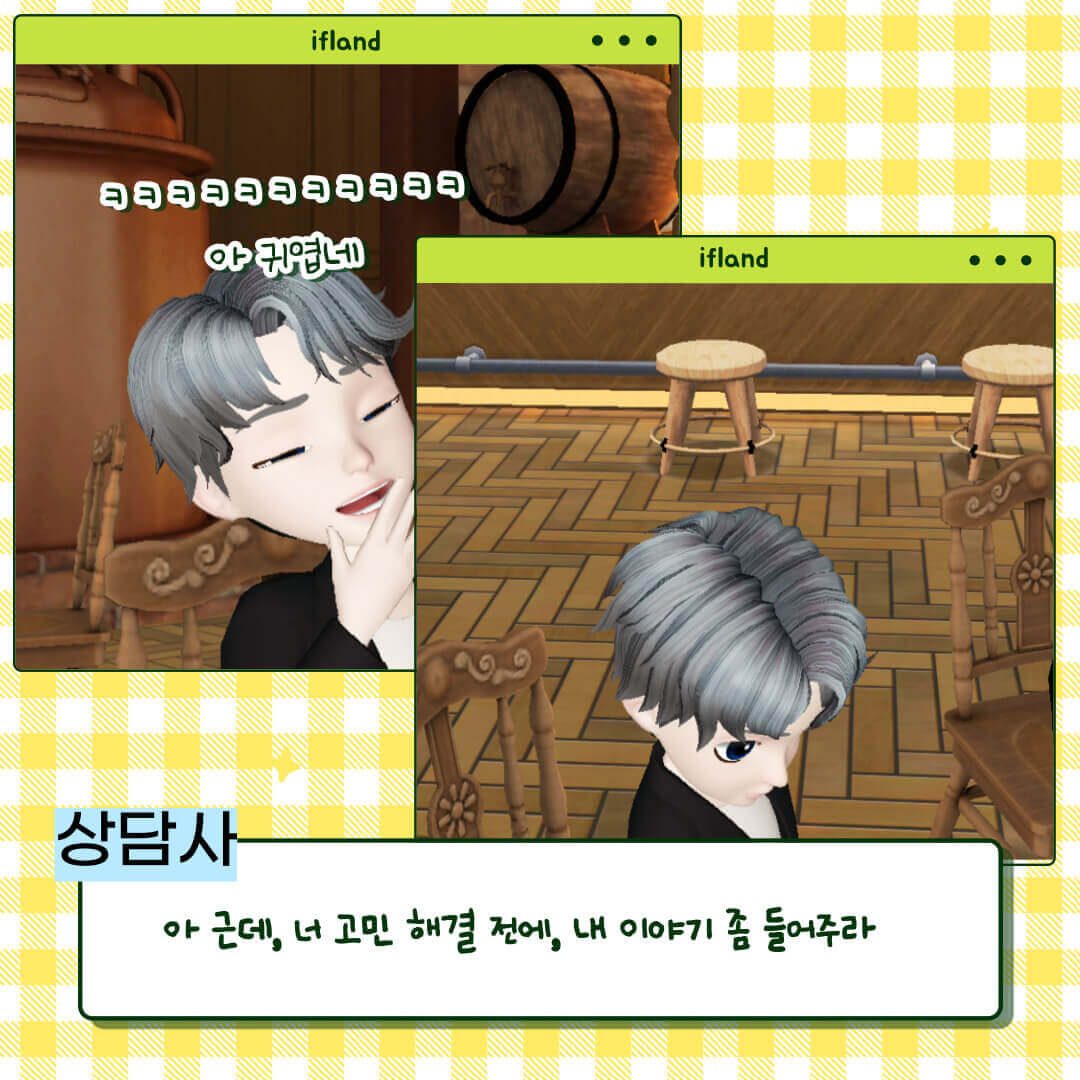 ifland
ㅋㅋㅋㅋㅋㅋㅋㅋㅋㅋㅋ
아 귀엽네
ifland
상담사
아 근데, 너 고민 해결 전에, 내 이야기 좀 들어주라